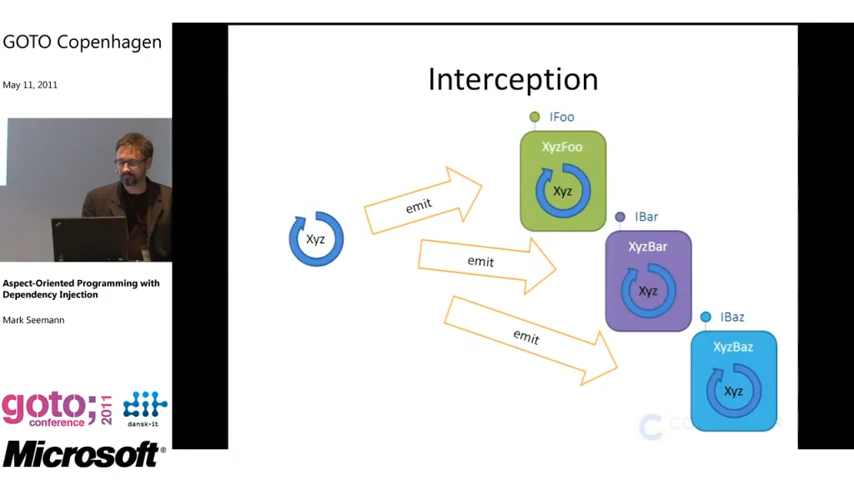 GOTO Copenhagen
May 11, 2011
Aspect-Oriented Programming with
Dependency Injection
Mark Seemann
goto;
conference
2011
dansk-it
Microsoft®
Interception
IFoo
XyzFoo
Xyz
emit
Xyz
IBar
XyzBar
Xyz
emit
IBaz
XyzBaz
Xyz
emit